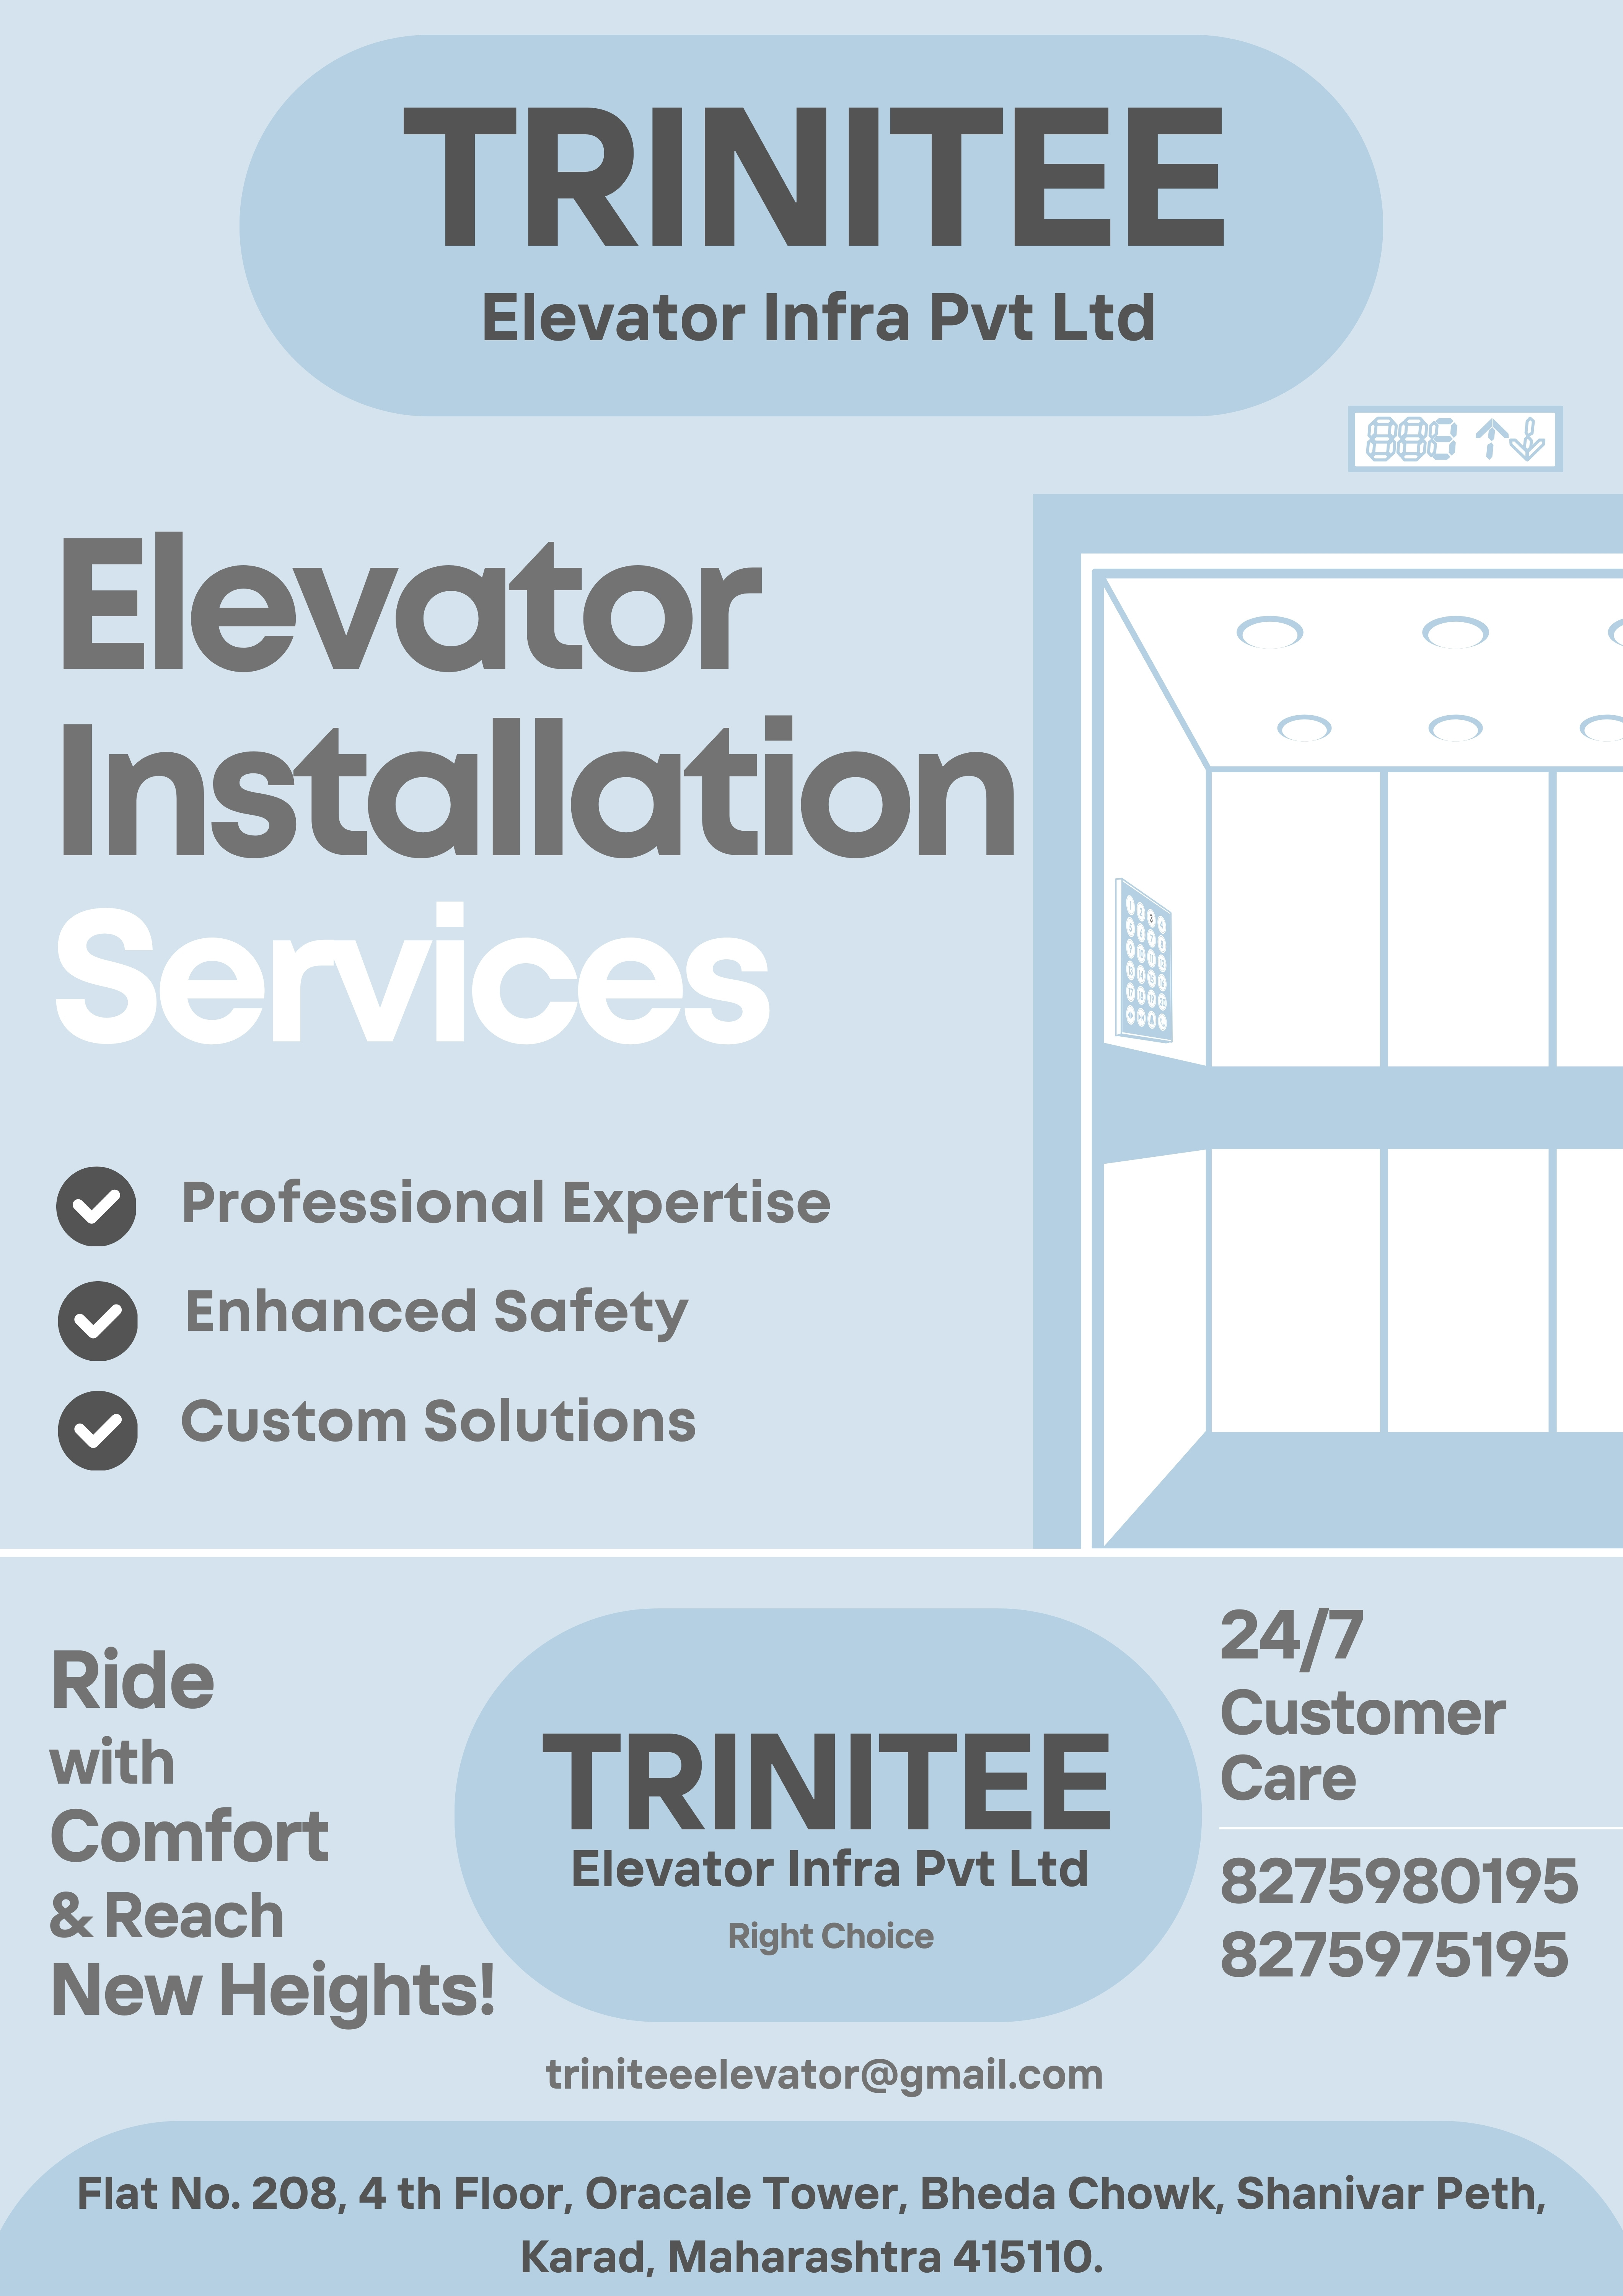 TRINITEE
Elevator Infra Pvt Ltd
Elevator
Installation
Services
Professional Expertise
Enhanced Safety
Custom Solutions
Ride
with
Comfort
& Reach
New Heights!
TRINITEE
Elevator Infra Pvt Ltd
Right Choice
24/7
Customer
Care
8275980195
8275975195
triniteeelevator@gmail.com
Flat No. 208, 4 th Floor, Oracale Tower, Bheda Chowk, Shanivar Peth,
Karad, Maharashtra 415110.